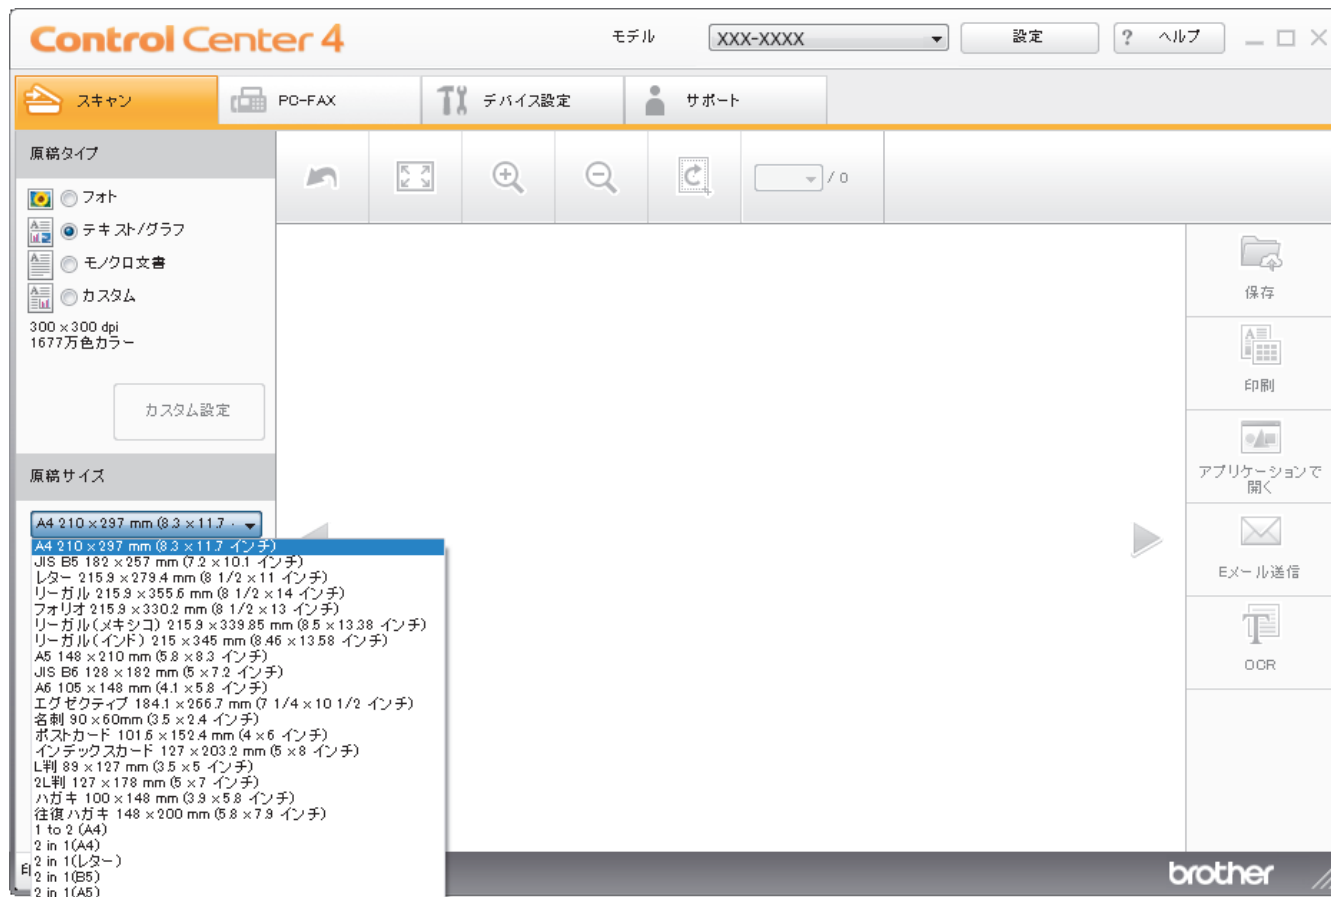 Control Center 4
モデル XXX-XXXX 設定 ? ヘルプ
スキャン PC-FAX デバイス設定 サポート
原稿タイプ
フォト
テキスト/グラフ
モノクロ文書
カスタム
300 x 300 dpi
1677万色カラー
カスタム設定
原稿サイズ
A4 210 x 297 mm (8.3 x 11.7
A4 210 x 297 mm (8.3 x 11.7 インチ)
JIS B5 182 x 257 mm (7.2 x 10.1 インチ)
レター 215.9 x 279.4 mm (8 1/2 x 11 インチ)
リーガル 215.9 x 355.6 mm (8 1/2 x 14 インチ)
フォリオ 215.9 x 330.2 mm (8 1/2 x 13 インチ)
リーガル(メキシコ) 215.9 x 339.85 mm (8.5 x 13.38 インチ)
リーガル(インド) 215 x 345 mm (8.46 x 13.58 インチ)
A5 148 x 210 mm (5.8 x 8.3 インチ)
JIS B6 128 x 182 mm (5 x 7.2 インチ)
A6 105 x 148 mm (4.1 x 5.8 インチ)
エグゼクティブ 184.1 x 266.7 mm (7 1/4 x 10 1/2 インチ)
名刺 90 x 60mm (3.5 x 2.4 インチ)
ポストカード 101.6 x 152.4 mm (4 x 6 インチ)
インデックスカード 127 x 203.2 mm (5 x 8 インチ)
L判 89 x 127 mm (3.5 x 5 インチ)
2L判 127 x 178 mm (5 x 7 インチ)
ハガキ 100 x 148 mm (3.9 x 5.8 インチ)
往復ハガキ 148 x 200 mm (5.8 x 7.9 インチ)
1 to 2 (A4)
2 in 1(A4)
2 in 1(レター)
2 in 1(B5)
2 in 1(A5)
/ 0
保存
印刷
アプリケーションで
開く
Eメール送信
OCR
brother